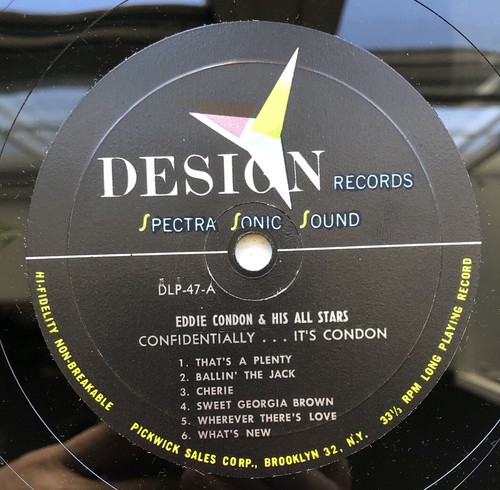 DESIGN RECORDS
SPECTRA SONIC SOUND
DLP-47-A
EDDIE CONDON & HIS ALL STARS
CONFIDENTIALLY . . . IT'S CONDON
1. THAT'S A PLENTY
2. BALLIN' THE JACK
3. CHERIE
4. SWEET GEORGIA BROWN
5. WHEREVER THERE'S LOVE
6. WHAT'S NEW
HI-FIDELITY NON-BREAKABLE
PICKWICK SALES CORP., BROOKLYN 32, N.Y.
33⅓ RPM LONG PLAYING RECORD